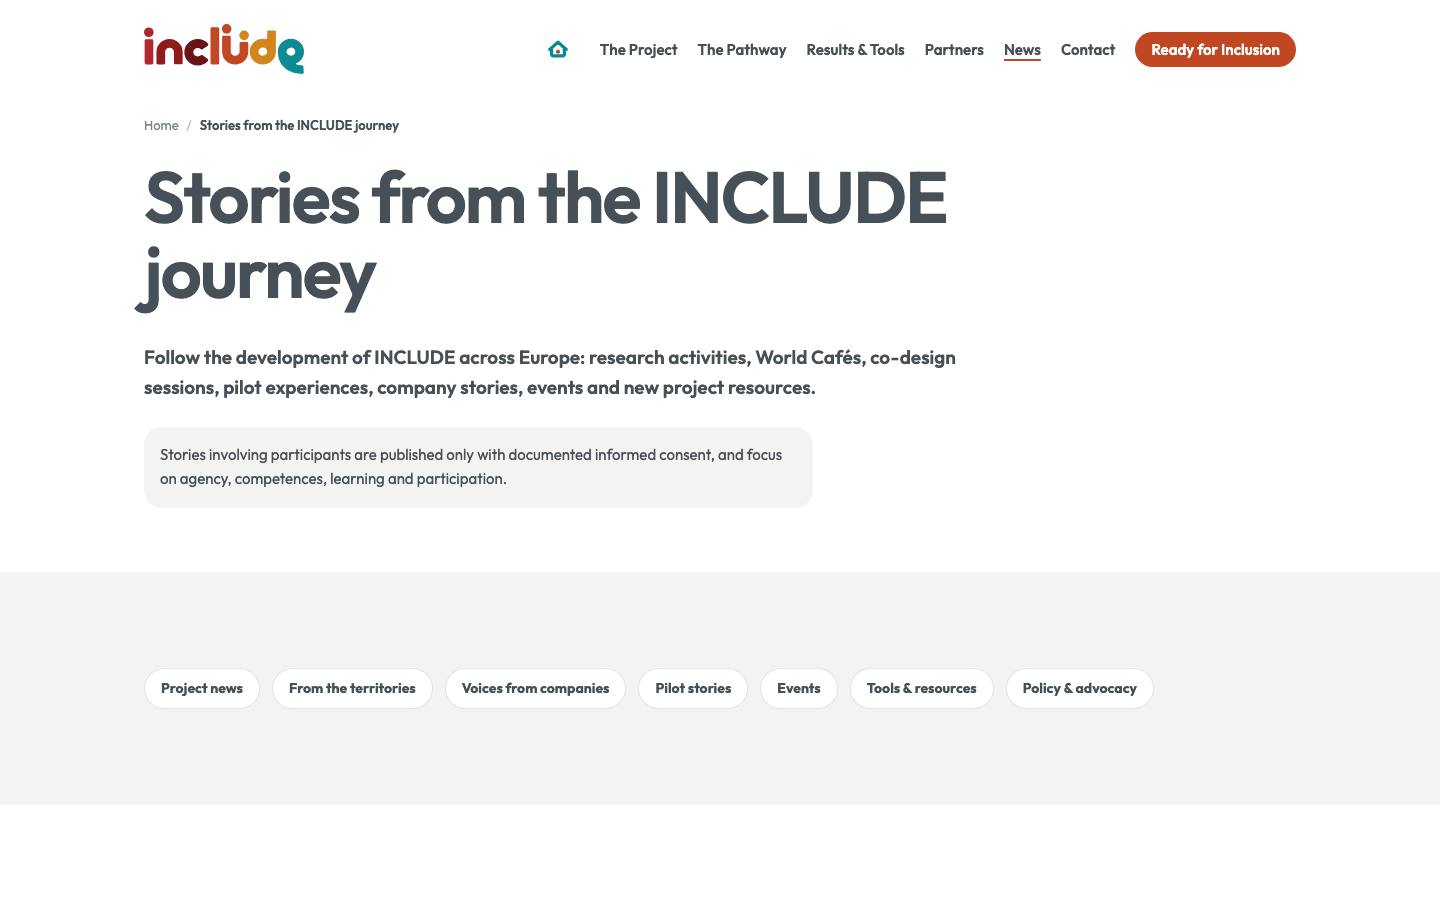 include
The Project
The Pathway
Results & Tools
Partners
News
Contact
Ready for Inclusion
Home / Stories from the INCLUDE journey
Stories from the INCLUDE
journey
Follow the development of INCLUDE across Europe: research activities, World Cafés, co-design
sessions, pilot experiences, company stories, events and new project resources.
Stories involving participants are published only with documented informed consent, and focus
on agency, competences, learning and participation.
Project news
From the territories
Voices from companies
Pilot stories
Events
Tools & resources
Policy & advocacy